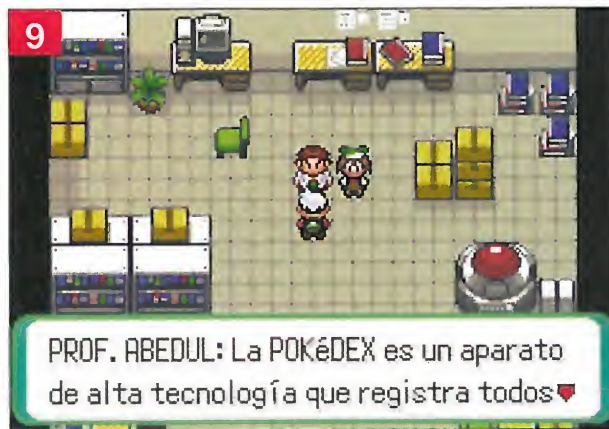 9
PROF. ABEDUL: La POKéDEX es un aparato
de alta tecnología que registra todos